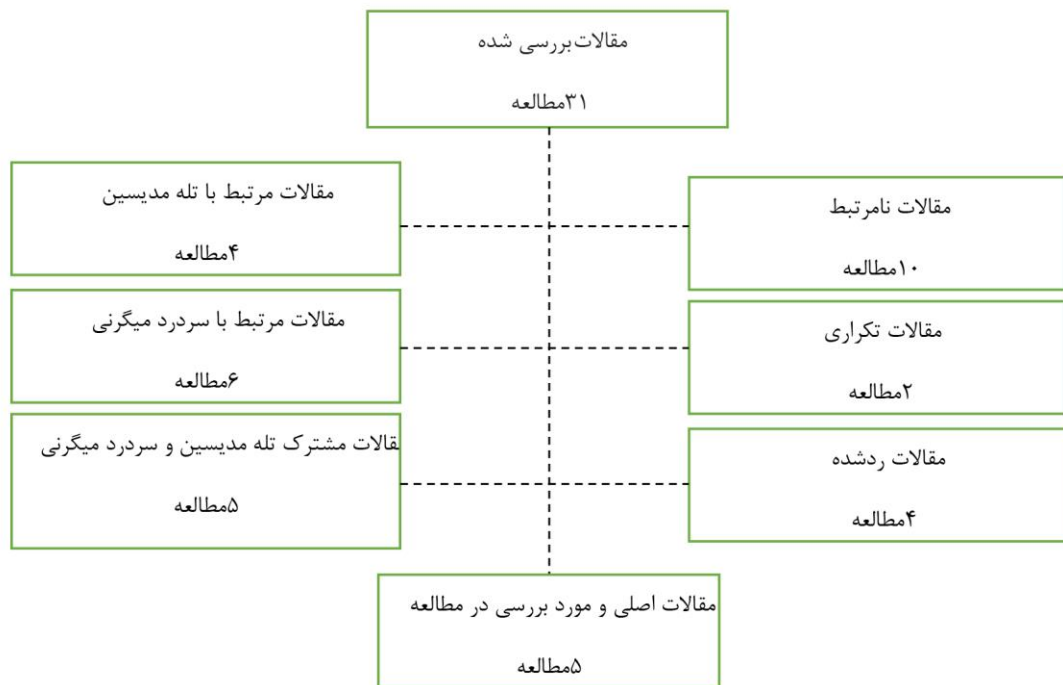 مقالات بررسی شده
۳۱مطالعه
مقالات نامرتبط
۱۰مطالعه
مقالات مرتبط با تله مدیسین
۴مطالعه
مقالات تکراری
۲مطالعه
مقالات مرتبط با سردرد میگرنی
۶مطالعه
مقالات ردشده
۴مطالعه
مقالات مشترک تله مدیسین و سردرد میگرنی
۵مطالعه
مقالات اصلی و مورد بررسی در مطالعه
۵مطالعه